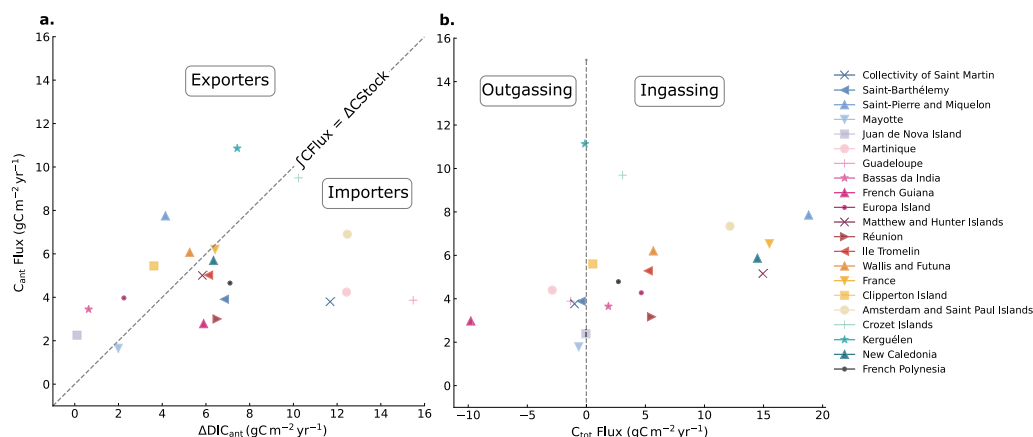 a.
16
14
12
10
8
6
4
2
0
C_ant Flux (gC m⁻² yr⁻¹)
Exporters
∫CFlux = ΔCStock
Importers
0 2 4 6 8 10 12 14 16
ΔDIC_ant (gC m⁻² yr⁻¹)
b.
16
14
12
10
8
6
4
2
0
Outgassing
Ingassing
−10 −5 0 5 10 15 20
C_tot Flux (gC m⁻² yr⁻¹)
Collectivity of Saint Martin
Saint-Barthélemy
Saint-Pierre and Miquelon
Mayotte
Juan de Nova Island
Martinique
Guadeloupe
Bassas da India
French Guiana
Europa Island
Matthew and Hunter Islands
Réunion
Ile Tromelin
Wallis and Futuna
France
Clipperton Island
Amsterdam and Saint Paul Islands
Crozet Islands
Kerguélen
New Caledonia
French Polynesia